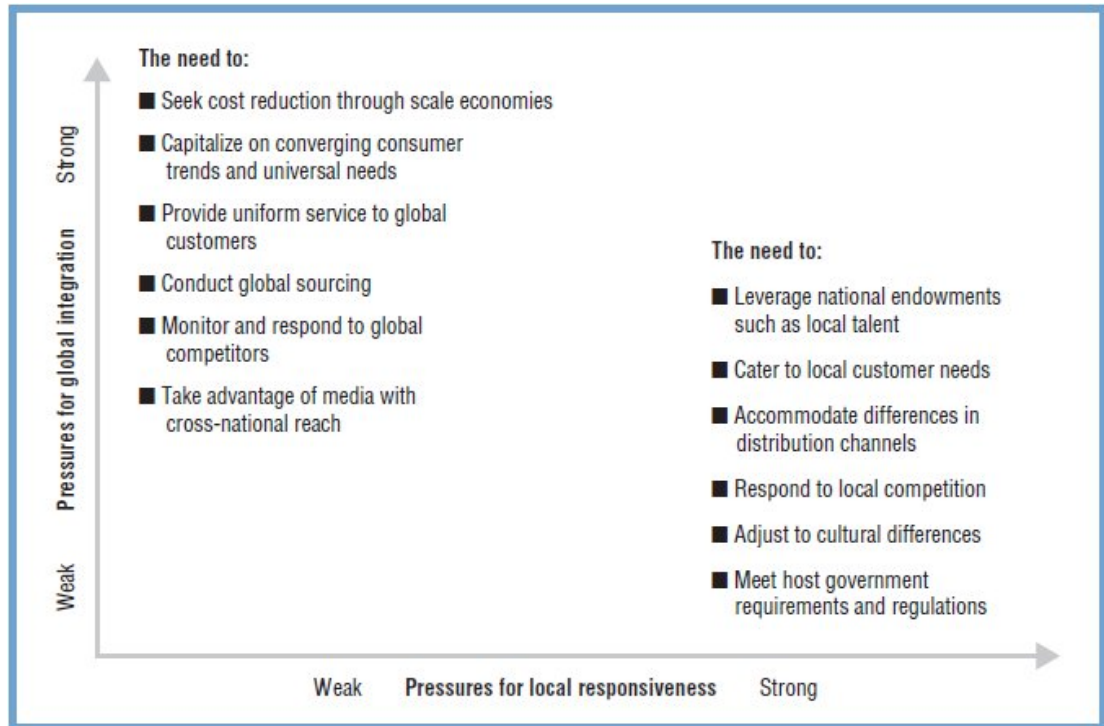 The need to:
■ Seek cost reduction through scale economies
■ Capitalize on converging consumer
trends and universal needs
■ Provide uniform service to global
customers
■ Conduct global sourcing
■ Monitor and respond to global
competitors
■ Take advantage of media with
cross-national reach
The need to:
■ Leverage national endowments
such as local talent
■ Cater to local customer needs
■ Accommodate differences in
distribution channels
■ Respond to local competition
■ Adjust to cultural differences
■ Meet host government
requirements and regulations
Strong
Pressures for global integration
Weak
Weak Pressures for local responsiveness Strong